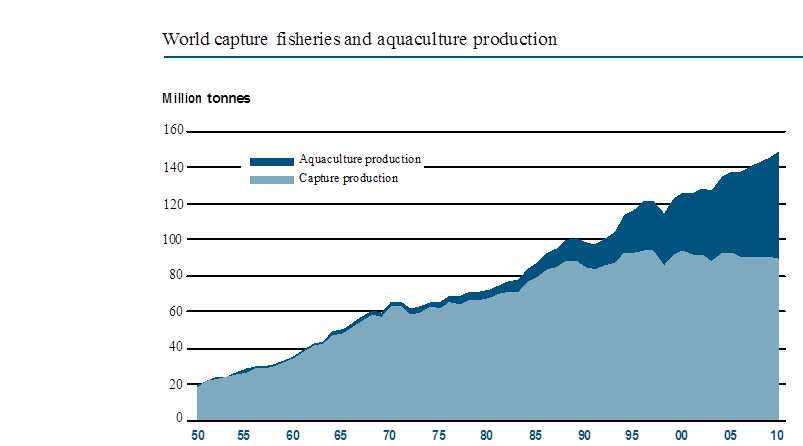 World capture fisheries and aquaculture production
Million tonnes
160
Aquaculture production
140
Capture production
120
100
80
60
40
20
0
50 55 60 65 70 75 80 85 90 95 00 05 10